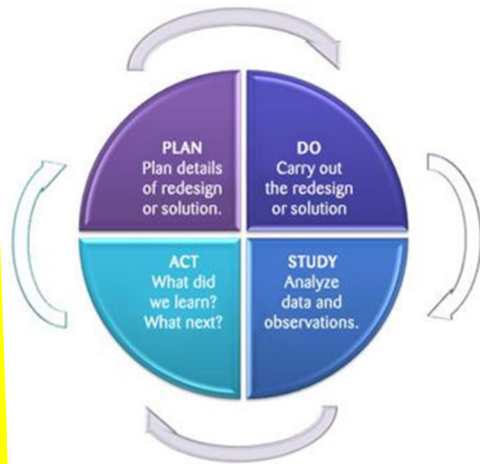 PLAN
Plan details
of redesign
or solution.
DO
Carry out
the redesign
or solution
STUDY
Analyze
data and
observations.
ACT
What did
we learn?
What next?